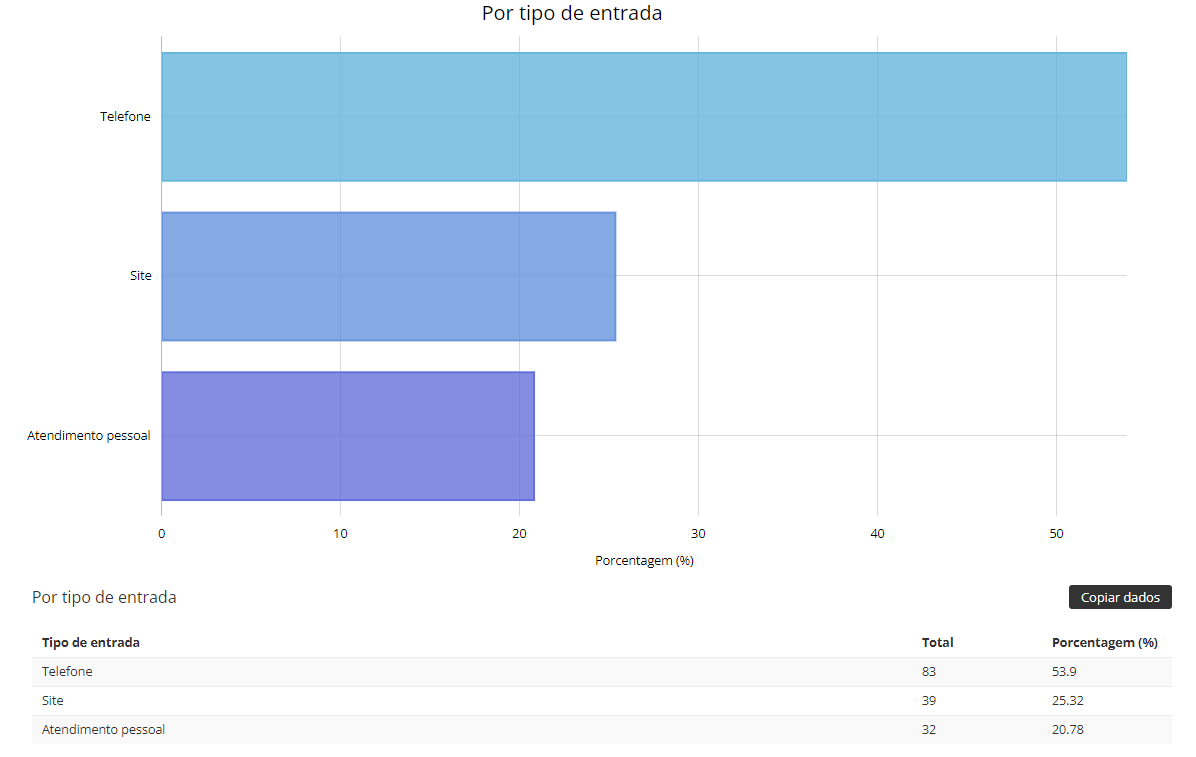 Por tipo de entrada
Telefone
Site
Atendimento pessoal
0 10 20 30 40 50
Porcentagem (%)
Por tipo de entrada Copiar dados
Tipo de entrada Total Porcentagem (%)
Telefone 83 53.9
Site 39 25.32
Atendimento pessoal 32 20.78